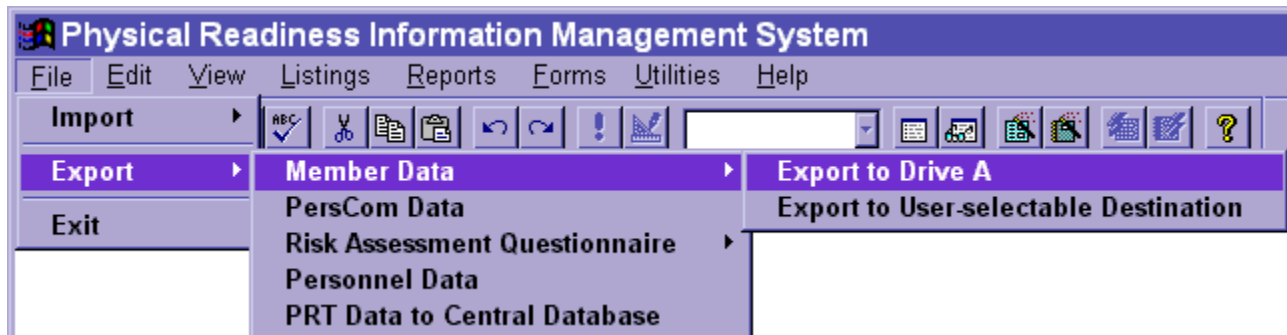 Physical Readiness Information Management System
File Edit View Listings Reports Forms Utilities Help
Import
ABC
Export Member Data Export to Drive A
PersCom Data Export to User-selectable Destination
Exit
Risk Assessment Questionnaire
Personnel Data
PRT Data to Central Database